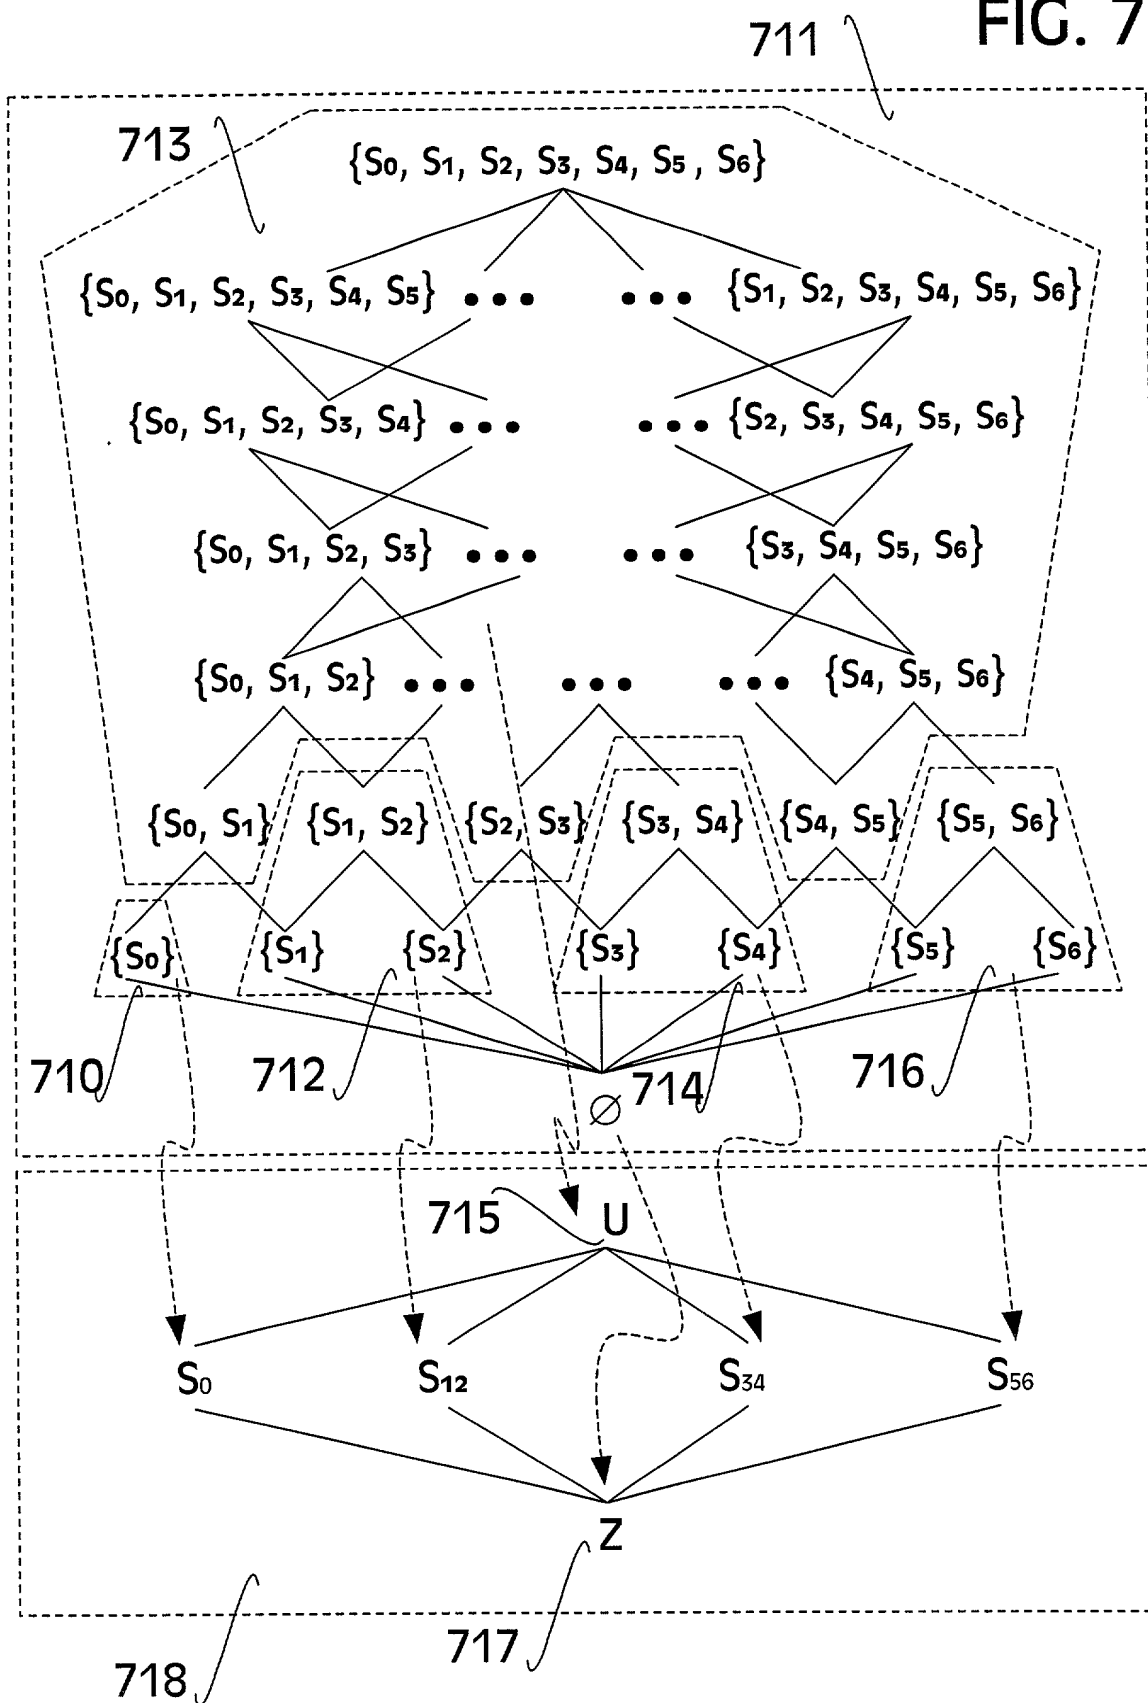 FIG. 7
711
713
{S0, S1, S2, S3, S4, S5, S6}
{S0, S1, S2, S3, S4, S5} ••• ••• {S1, S2, S3, S4, S5, S6}
{S0, S1, S2, S3, S4} ••• ••• {S2, S3, S4, S5, S6}
{S0, S1, S2, S3} ••• ••• {S3, S4, S5, S6}
{S0, S1, S2} ••• ••• ••• {S4, S5, S6}
{S0, S1} {S1, S2} {S2, S3} {S3, S4} {S4, S5} {S5, S6}
{S0} {S1} {S2} {S3} {S4} {S5} {S6}
710 712 714 716
∅
715 U
S0 S12 S34 S56
Z
717
718